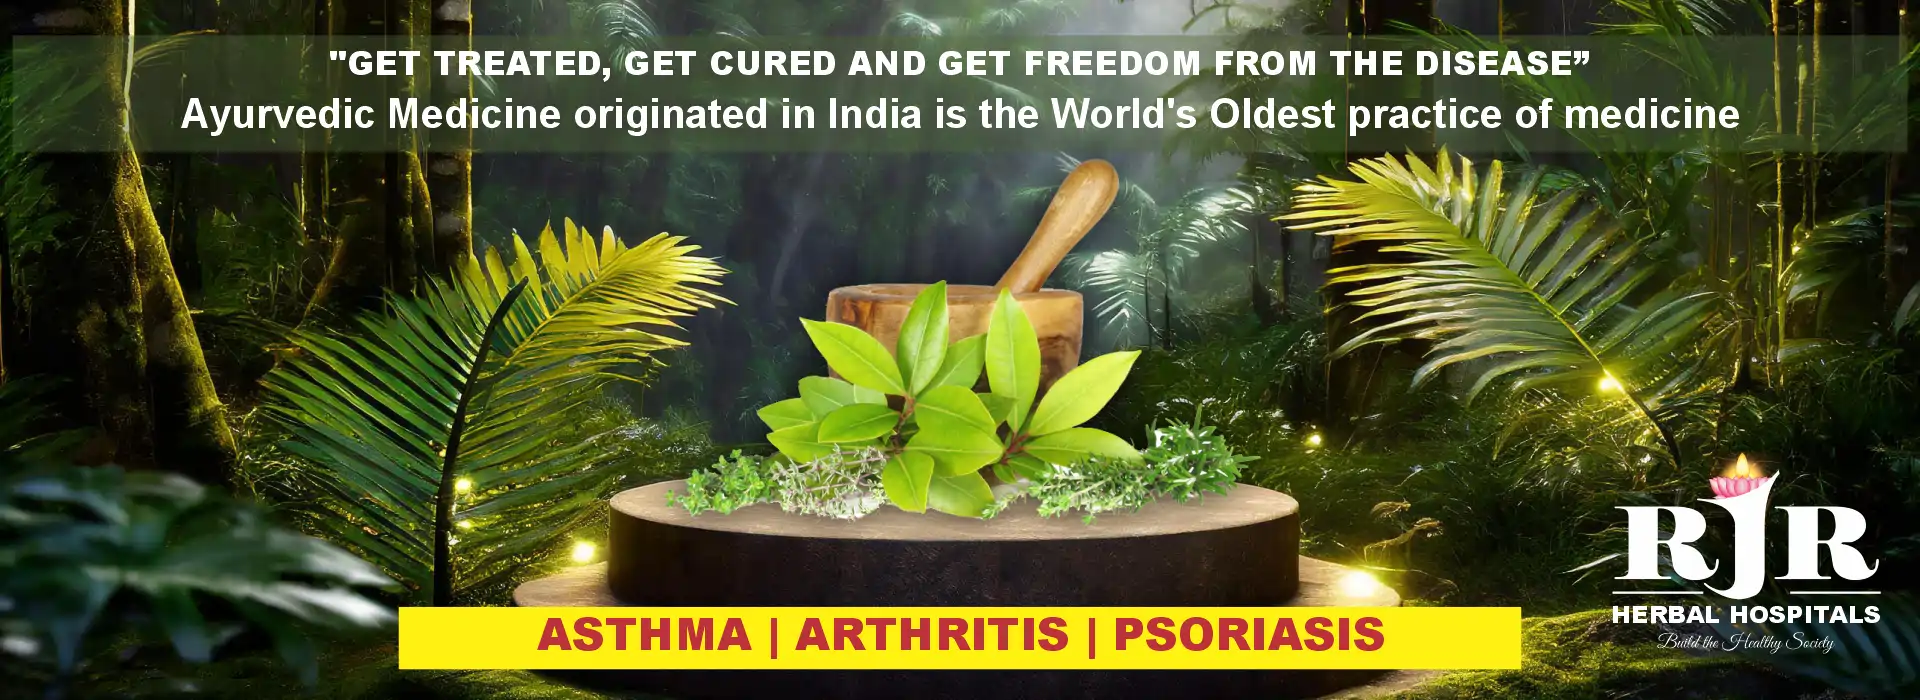 "GET TREATED, GET CURED AND GET FREEDOM FROM THE DISEASE”
Ayurvedic Medicine originated in India is the World's Oldest practice of medicine
ASTHMA | ARTHRITIS | PSORIASIS
RJR
HERBAL HOSPITALS
Build the Healthy Society